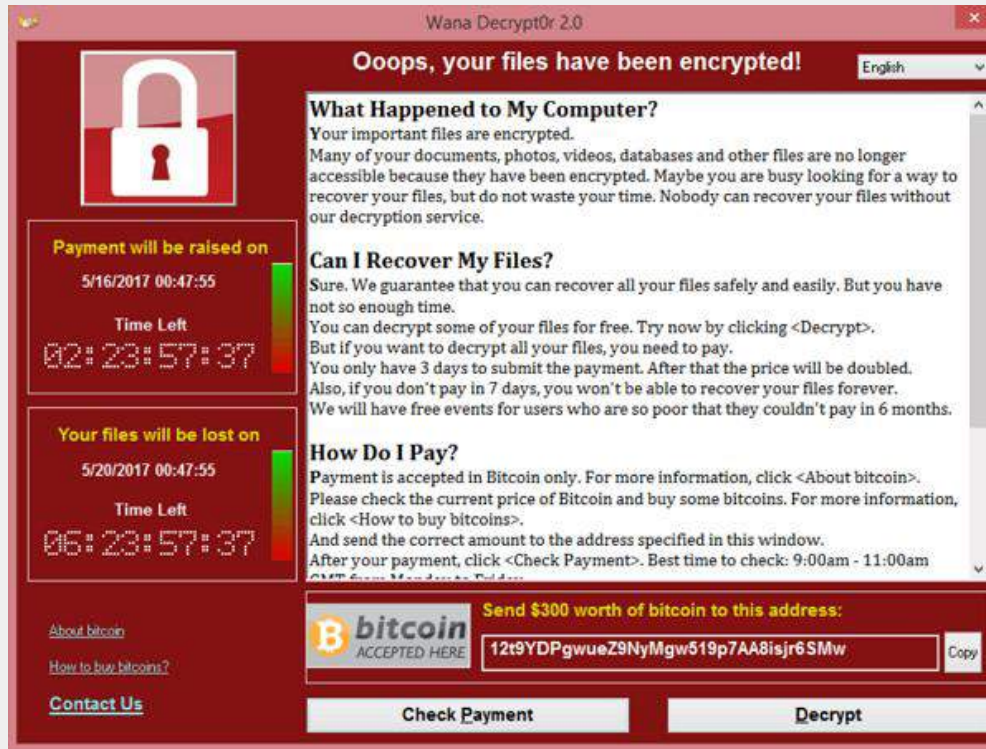 Wana Decrypt0r 2.0
Ooops, your files have been encrypted!
English
Payment will be raised on
5/16/2017 00:47:55
Time Left
02:23:57:37
Your files will be lost on
5/20/2017 00:47:55
Time Left
06:23:57:37
About bitcoin
How to buy bitcoins?
Contact Us
What Happened to My Computer?
Your important files are encrypted.
Many of your documents, photos, videos, databases and other files are no longer
accessible because they have been encrypted. Maybe you are busy looking for a way to
recover your files, but do not waste your time. Nobody can recover your files without
our decryption service.
Can I Recover My Files?
Sure. We guarantee that you can recover all your files safely and easily. But you have
not so enough time.
You can decrypt some of your files for free. Try now by clicking <Decrypt>.
But if you want to decrypt all your files, you need to pay.
You only have 3 days to submit the payment. After that the price will be doubled.
Also, if you don't pay in 7 days, you won't be able to recover your files forever.
We will have free events for users who are so poor that they couldn't pay in 6 months.
How Do I Pay?
Payment is accepted in Bitcoin only. For more information, click <About bitcoin>.
Please check the current price of Bitcoin and buy some bitcoins. For more information,
click <How to buy bitcoins>.
And send the correct amount to the address specified in this window.
After your payment, click <Check Payment>. Best time to check: 9:00am - 11:00am
GMT from Monday to Friday
bitcoin
ACCEPTED HERE
Send $300 worth of bitcoin to this address:
12t9YDPgwueZ9NyMgw519p7AA8isjr6SMw
Copy
Check Payment
Decrypt